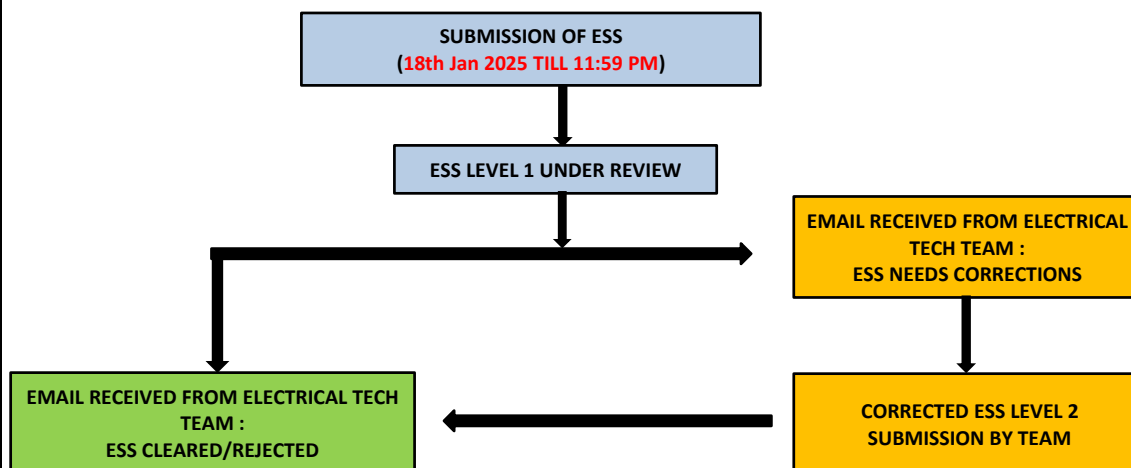 SUBMISSION OF ESS
(18th Jan 2025 TILL 11:59 PM)
ESS LEVEL 1 UNDER REVIEW
EMAIL RECEIVED FROM ELECTRICAL
TECH TEAM :
ESS NEEDS CORRECTIONS
EMAIL RECEIVED FROM ELECTRICAL TECH
TEAM :
ESS CLEARED/REJECTED
CORRECTED ESS LEVEL 2
SUBMISSION BY TEAM